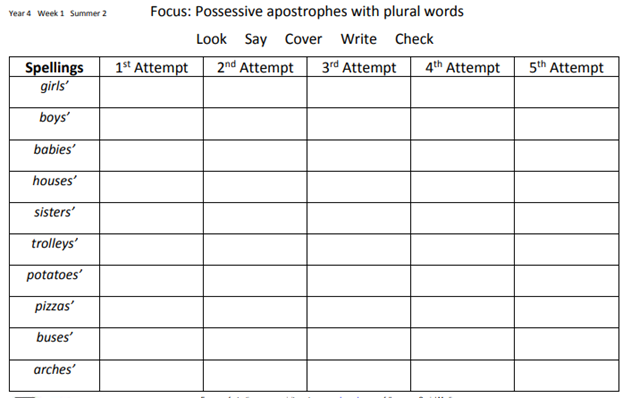 Year 4 Week 1 Summer 2 Focus: Possessive apostrophes with plural words
Look Say Cover Write Check
Spellings 1st Attempt 2nd Attempt 3rd Attempt 4th Attempt 5th Attempt
girls'
boys'
babies'
houses'
sisters'
trolleys'
potatoes'
pizzas'
buses'
arches'